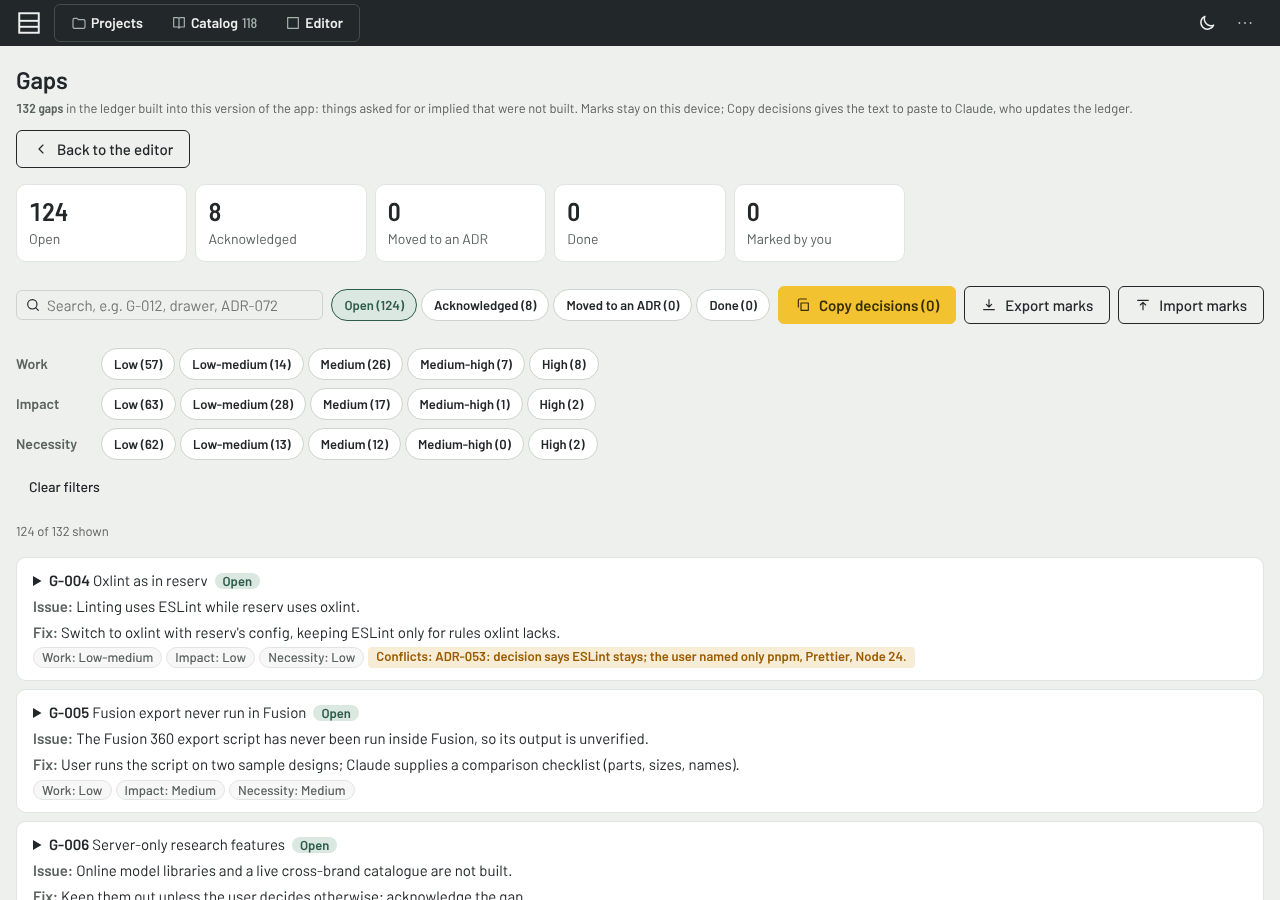 Projects
Catalog 118
Editor
Gaps
132 gaps in the ledger built into this version of the app: things asked for or implied that were not built. Marks stay on this device; Copy decisions gives the text to paste to Claude, who updates the ledger.
Back to the editor
124
Open
8
Acknowledged
0
Moved to an ADR
0
Done
0
Marked by you
Search, e.g. G-012, drawer, ADR-072
Open (124)
Acknowledged (8)
Moved to an ADR (0)
Done (0)
Copy decisions (0)
Export marks
Import marks
Work
Low (57)
Low-medium (14)
Medium (26)
Medium-high (7)
High (8)
Impact
Low (63)
Low-medium (28)
Medium (17)
Medium-high (1)
High (2)
Necessity
Low (62)
Low-medium (13)
Medium (12)
Medium-high (0)
High (2)
Clear filters
124 of 132 shown
G-004 Oxlint as in reserv Open
Issue: Linting uses ESLint while reserv uses oxlint.
Fix: Switch to oxlint with reserv's config, keeping ESLint only for rules oxlint lacks.
Work: Low-medium
Impact: Low
Necessity: Low
Conflicts: ADR-053: decision says ESLint stays; the user named only pnpm, Prettier, Node 24.
G-005 Fusion export never run in Fusion Open
Issue: The Fusion 360 export script has never been run inside Fusion, so its output is unverified.
Fix: User runs the script on two sample designs; Claude supplies a comparison checklist (parts, sizes, names).
Work: Low
Impact: Medium
Necessity: Medium
G-006 Server-only research features Open
Issue: Online model libraries and a live cross-brand catalogue are not built.
Fix: Keep them out unless the user decides otherwise; acknowledge the gap.